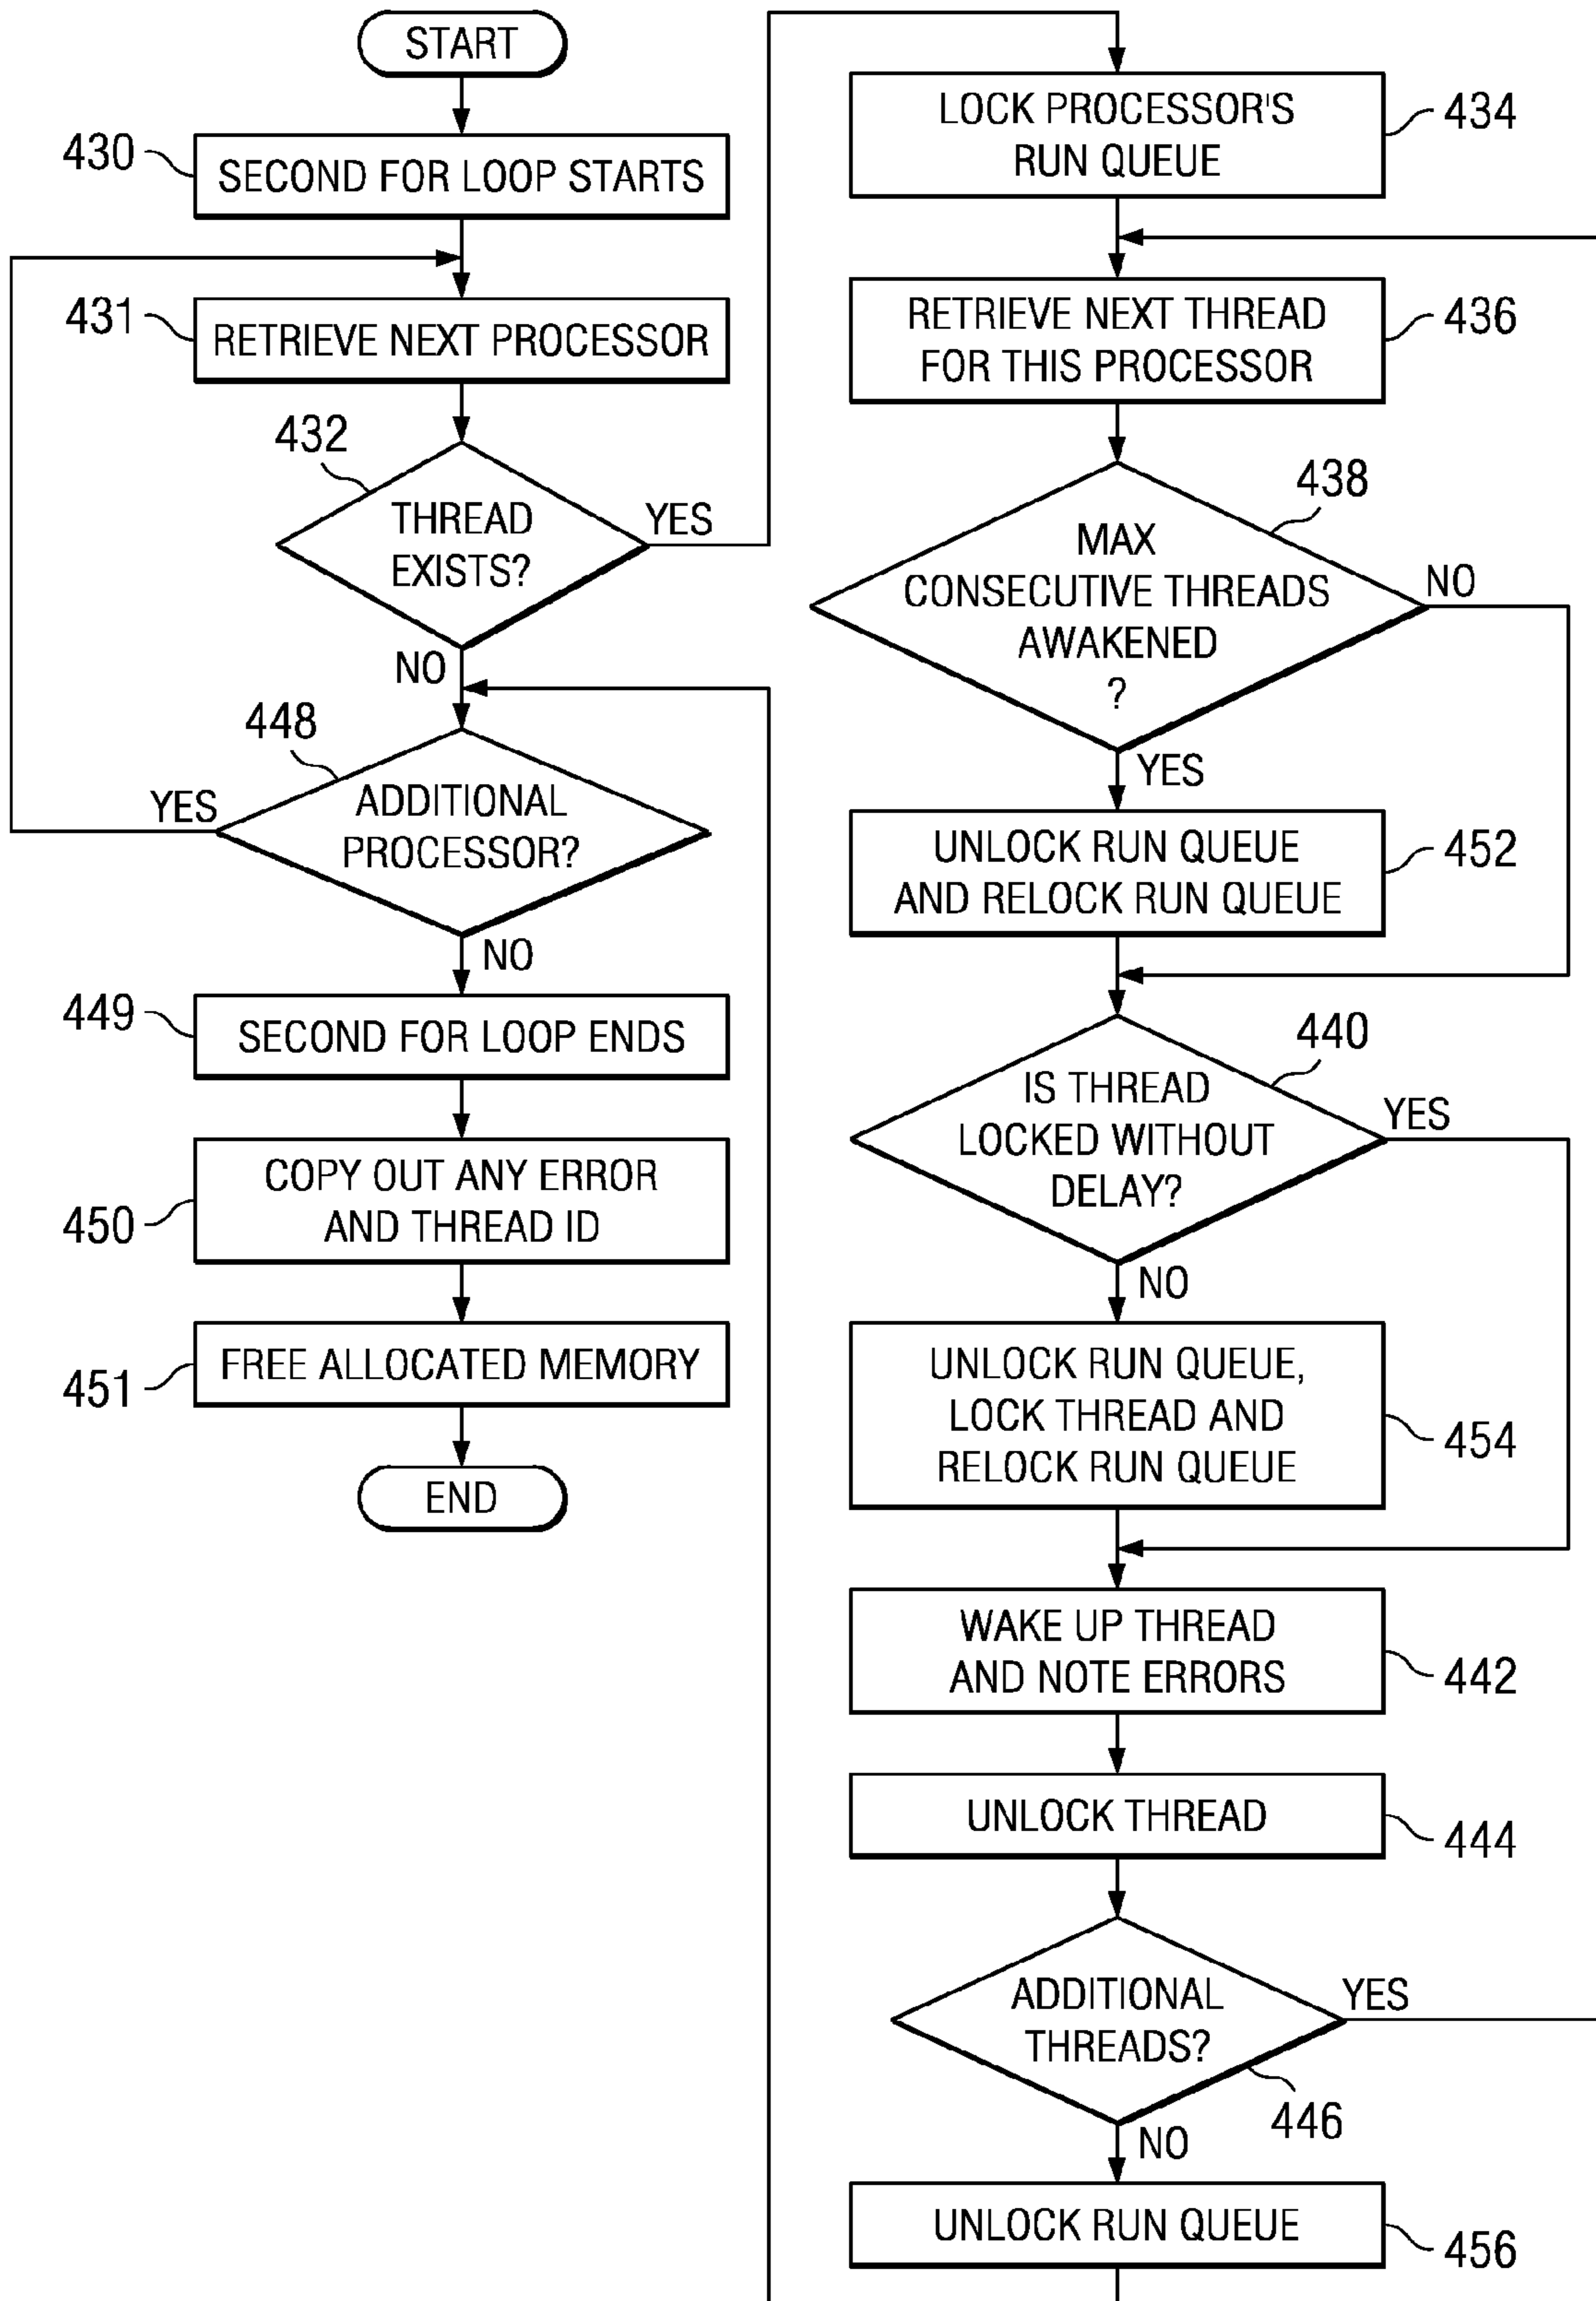 START
430
SECOND FOR LOOP STARTS
431
RETRIEVE NEXT PROCESSOR
432
THREAD
EXISTS?
YES
NO
448
ADDITIONAL
PROCESSOR?
YES
NO
449
SECOND FOR LOOP ENDS
COPY OUT ANY ERROR
AND THREAD ID
450
FREE ALLOCATED MEMORY
451
END
LOCK PROCESSOR'S
RUN QUEUE
434
RETRIEVE NEXT THREAD
FOR THIS PROCESSOR
436
438
MAX
CONSECUTIVE THREADS
AWAKENED
?
NO
YES
UNLOCK RUN QUEUE
AND RELOCK RUN QUEUE
452
440
IS THREAD
LOCKED WITHOUT
DELAY?
YES
NO
UNLOCK RUN QUEUE,
LOCK THREAD AND
RELOCK RUN QUEUE
454
WAKE UP THREAD
AND NOTE ERRORS
442
UNLOCK THREAD
444
ADDITIONAL
THREADS?
YES
446
NO
UNLOCK RUN QUEUE
456